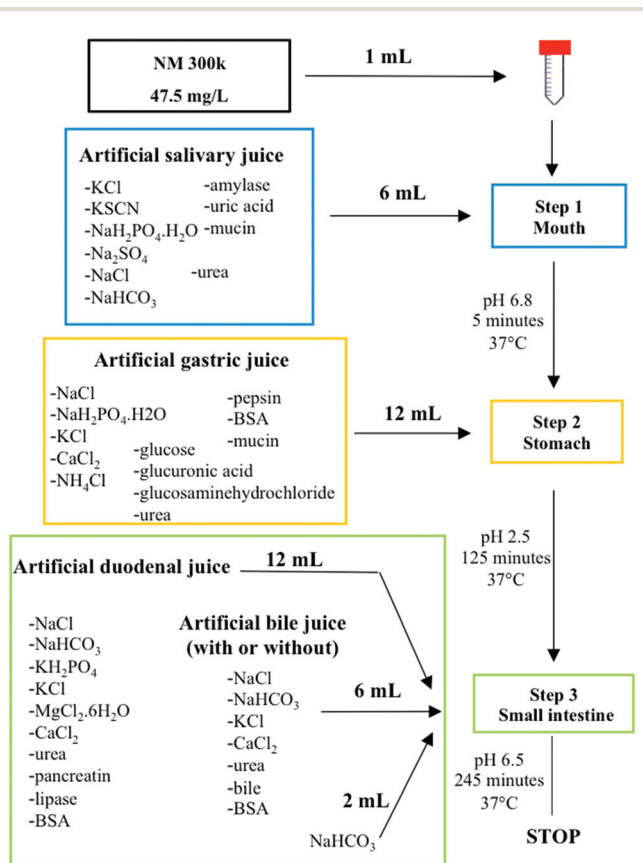 NM 300k
47.5 mg/L
1 mL
Artificial salivary juice
-KCl
-KSCN
-NaH₂PO₄.H₂O
-Na₂SO₄
-NaCl
-NaHCO₃
-amylase
-uric acid
-mucin
-urea
6 mL
Step 1
Mouth
pH 6.8
5 minutes
37°C
Artificial gastric juice
-NaCl
-NaH₂PO₄.H2O
-KCl
-CaCl₂
-NH₄Cl
-glucose
-glucuronic acid
-glucosaminehydrochloride
-urea
-pepsin
-BSA
-mucin
12 mL
Step 2
Stomach
pH 2.5
125 minutes
37°C
Artificial duodenal juice
12 mL
-NaCl
-NaHCO₃
-KH₂PO₄
-KCl
-MgCl₂.6H₂O
-CaCl₂
-urea
-pancreatin
-lipase
-BSA
Artificial bile juice
(with or without)
-NaCl
-NaHCO₃
-KCl
-CaCl₂
-urea
-bile
-BSA
6 mL
2 mL
NaHCO₃
Step 3
Small intestine
pH 6.5
245 minutes
37°C
STOP